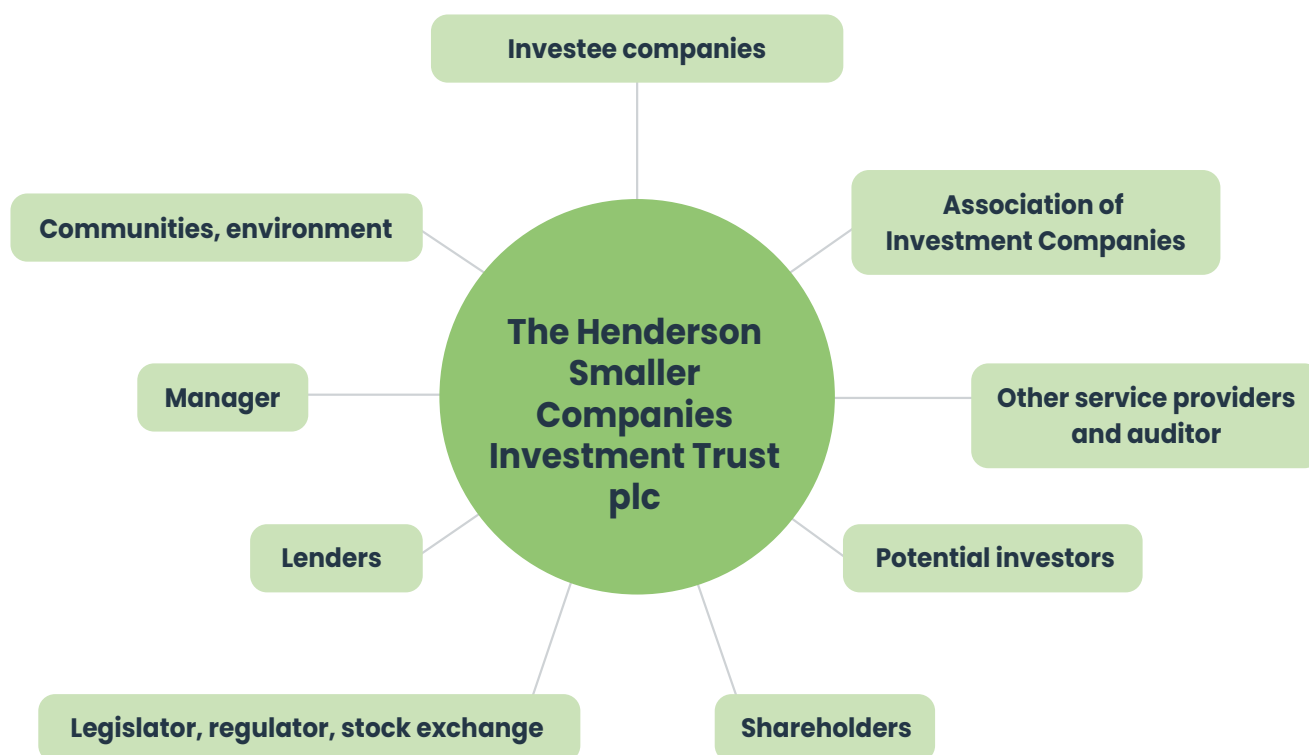 Investee companies
Association of
Investment Companies
Communities, environment
The Henderson
Smaller
Companies
Investment Trust
plc
Manager
Other service providers
and auditor
Lenders
Potential investors
Legislator, regulator, stock exchange
Shareholders